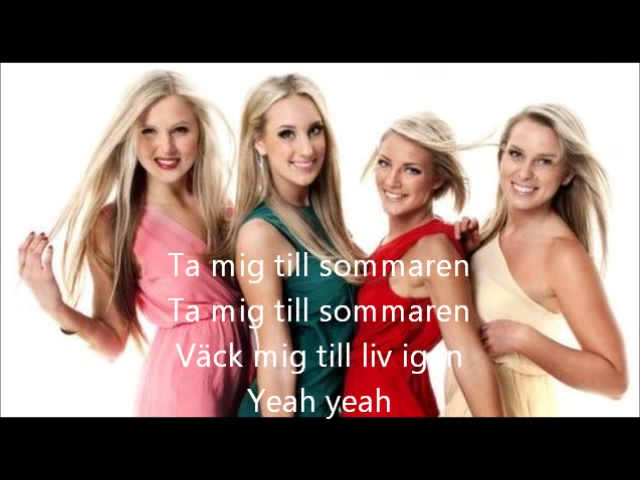 Ta mig till sommaren
Ta mig till sommaren
Väck mig till liv igen
Yeah yeah